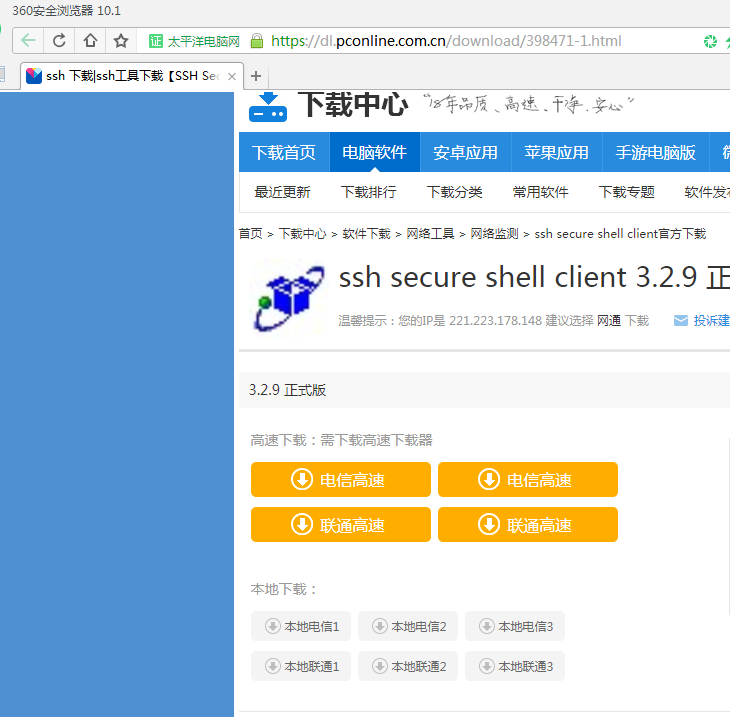 360安全浏览器 10.1
证 太平洋电脑网 https://dl.pconline.com.cn/download/398471-1.html
ssh 下载|ssh工具下载【SSH Sec
下载中心 “18年品质、高速、干净、安心”
下载首页 电脑软件 安卓应用 苹果应用 手游电脑版
最近更新 下载排行 下载分类 常用软件 下载专题 软件发
首页 > 下载中心 > 软件下载 > 网络工具 > 网络监测 > ssh secure shell client官方下载
ssh secure shell client 3.2.9 正
温馨提示：您的IP是 221.223.178.148 建议选择 网通 下载 投诉建
3.2.9 正式版
高速下载：需下载高速下载器
电信高速 电信高速
联通高速 联通高速
本地下载：
本地电信1 本地电信2 本地电信3
本地联通1 本地联通2 本地联通3